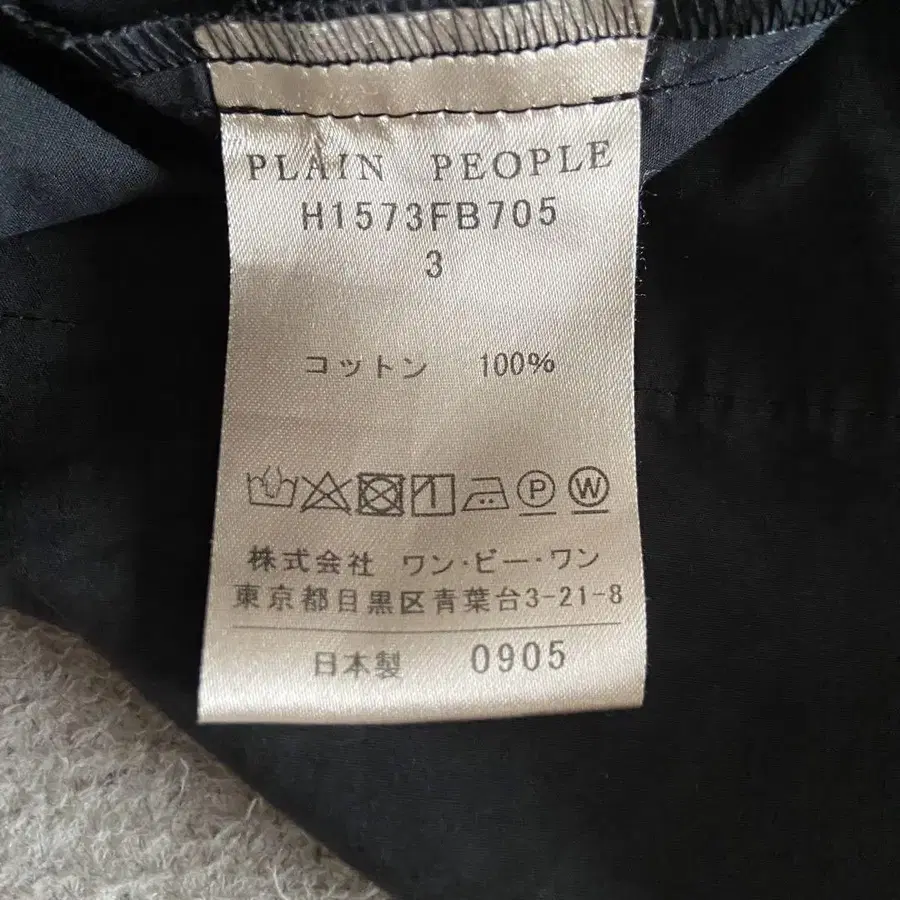 PLAIN PEOPLE
H1573FB705
3
コットン 100%
P W
株式会社 ワン・ビー・ワン
東京都目黒区青葉台3-21-8
日本製 0905